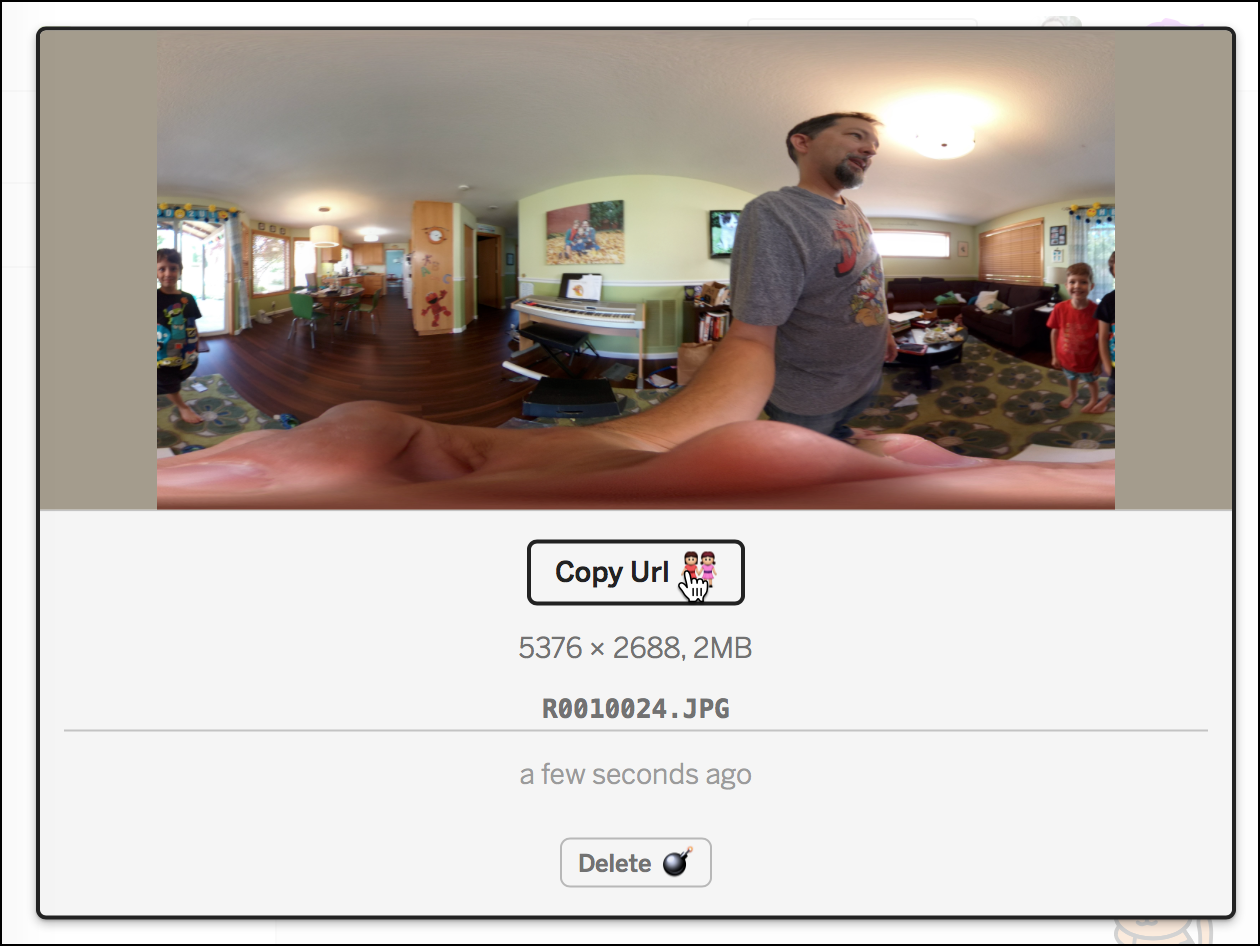 Copy Url
5376 × 2688, 2MB
R0010024.JPG
a few seconds ago
Delete